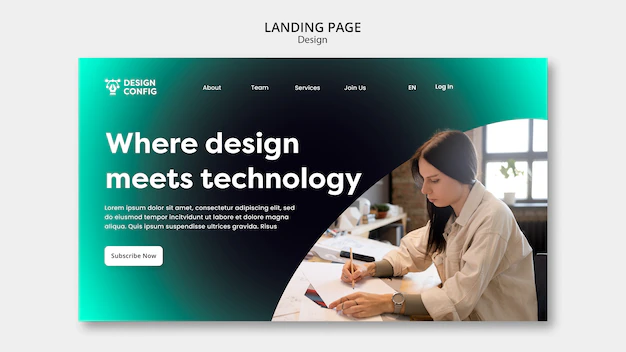 LANDING PAGE
Design
DESIGN
CONFIG
About
Team
Services
Join Us
EN
Log In
Where design
meets technology
Lorem ipsum dolor sit amet, consectetur adipiscing elit, sed
do eiusmod tempor incitvidunt ut labore et dolore magna
aliqua. Quis ipsum suspendisse ultrices gravida. Risus
Subscribe Now